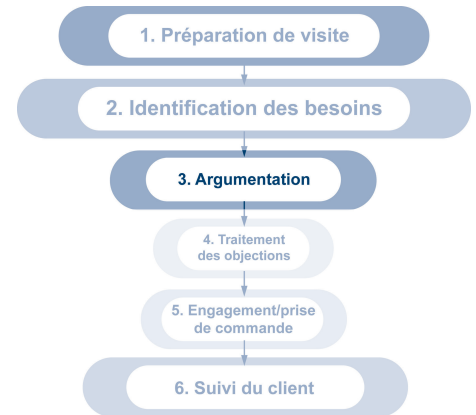 1. Préparation de visite
2. Identification des besoins
3. Argumentation
4. Traitement
des objections
5. Engagement/prise
de commande
6. Suivi du client